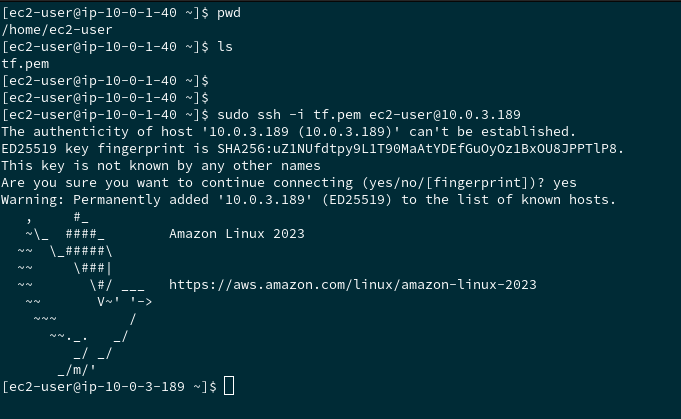 [ec2-user@ip-10-0-1-40 ~]$ pwd
/home/ec2-user
[ec2-user@ip-10-0-1-40 ~]$ ls
tf.pem
[ec2-user@ip-10-0-1-40 ~]$
[ec2-user@ip-10-0-1-40 ~]$
[ec2-user@ip-10-0-1-40 ~]$ sudo ssh -i tf.pem ec2-user@10.0.3.189
The authenticity of host '10.0.3.189 (10.0.3.189)' can't be established.
ED25519 key fingerprint is SHA256:uZ1NUfdtpy9L1T90MaAtYDEfGuOyOz1BxOU8JPPTlP8.
This key is not known by any other names
Are you sure you want to continue connecting (yes/no/[fingerprint])? yes
Warning: Permanently added '10.0.3.189' (ED25519) to the list of known hosts.
   ,     #_
   ~\_  ####_        Amazon Linux 2023
  ~~  \_#####\
  ~~     \###|
  ~~       \#/ ___   https://aws.amazon.com/linux/amazon-linux-2023
   ~~       V~' '->
    ~~~         /
      ~~._.   _/
         _/ _/
       _/m/'
[ec2-user@ip-10-0-3-189 ~]$